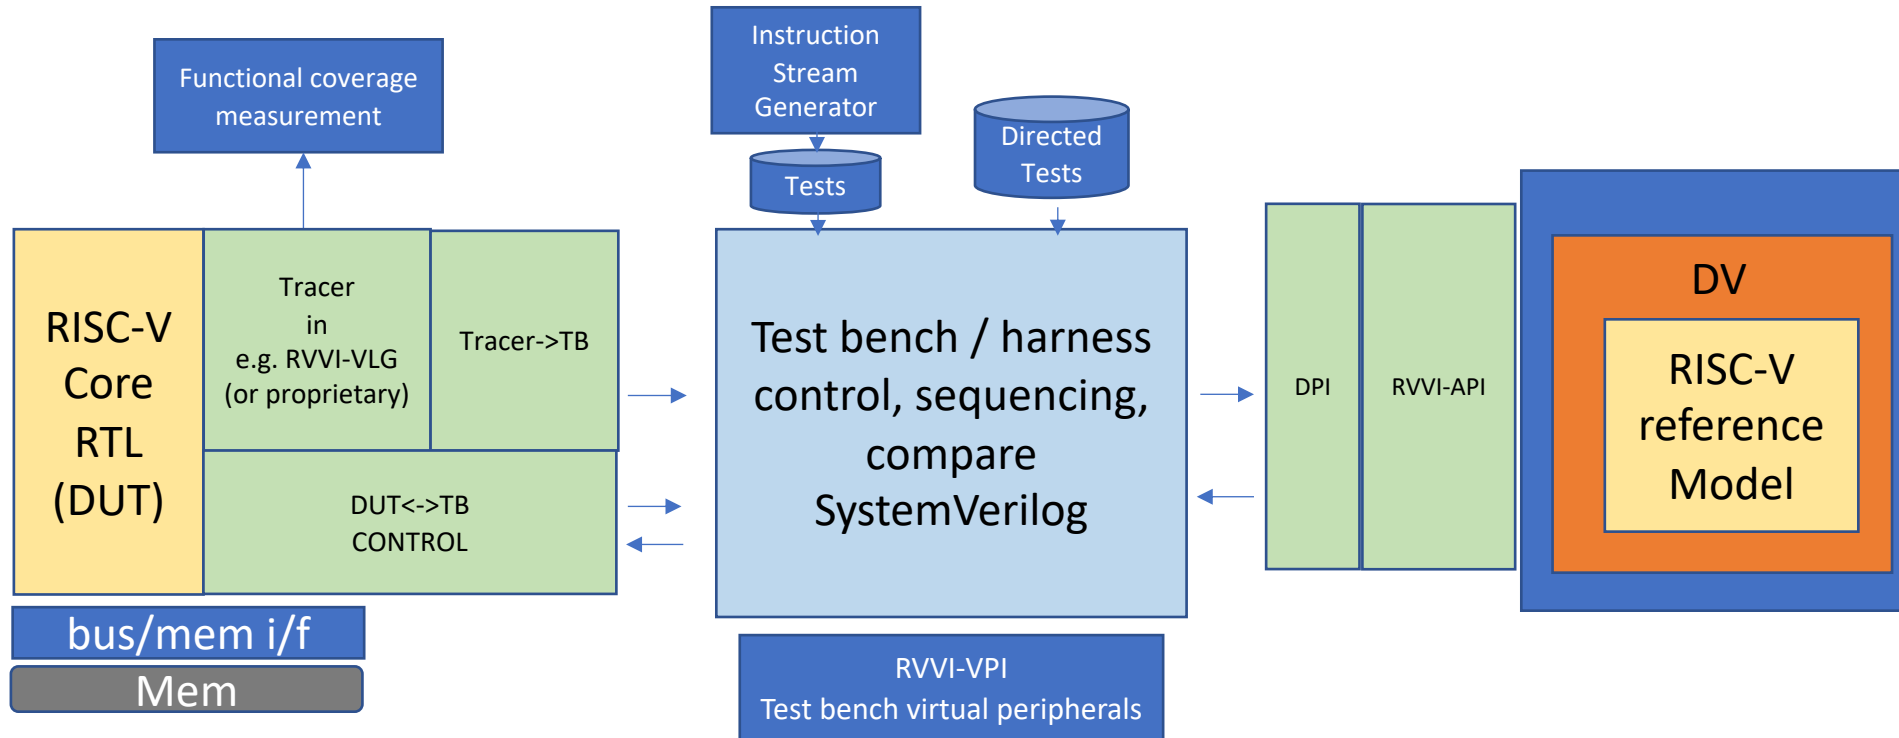 Functional coverage
measurement
Instruction
Stream
Generator
Tests
Directed
Tests
RISC-V
Core
RTL
(DUT)
Tracer
in
e.g. RVVI-VLG
(or proprietary)
Tracer->TB
DUT<->TB
CONTROL
bus/mem i/f
Mem
Test bench / harness
control, sequencing,
compare
SystemVerilog
RVVI-VPI
Test bench virtual peripherals
DPI
RVVI-API
DV
RISC-V
reference
Model